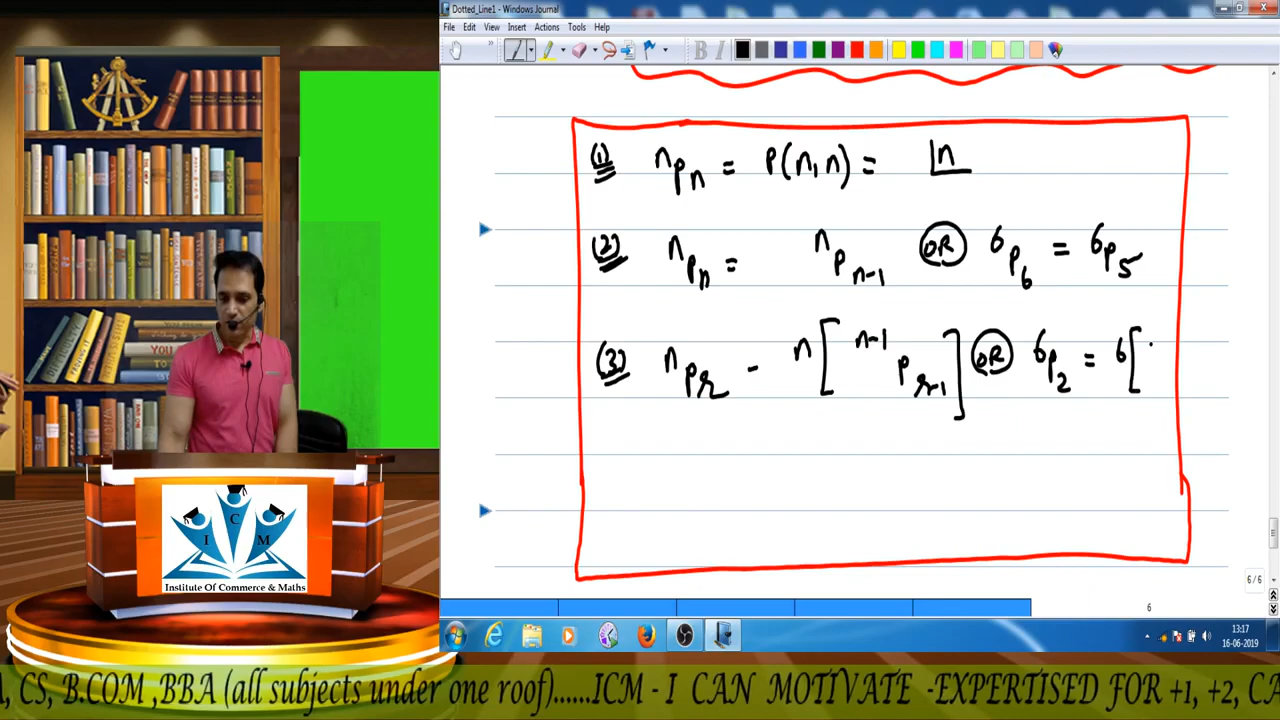 Dotted_Line1 - Windows Journal
File Edit View Insert Actions Tools Help
B I
(1) nPn = P(n,n) = |n
(2) nPn = nPn-1 OR 6P6 = 6P5
(3) nPr - n[n-1Pr-1] OR 6P2 = 6[
6/6
6
I C M
Institute Of Commerce & Maths
13:17
16-06-2019
A, CS, B.COM ,BBA (all subjects under one roof)......ICM - I CAN MOTIVATE -EXPERTISED FOR +1, +2, CA